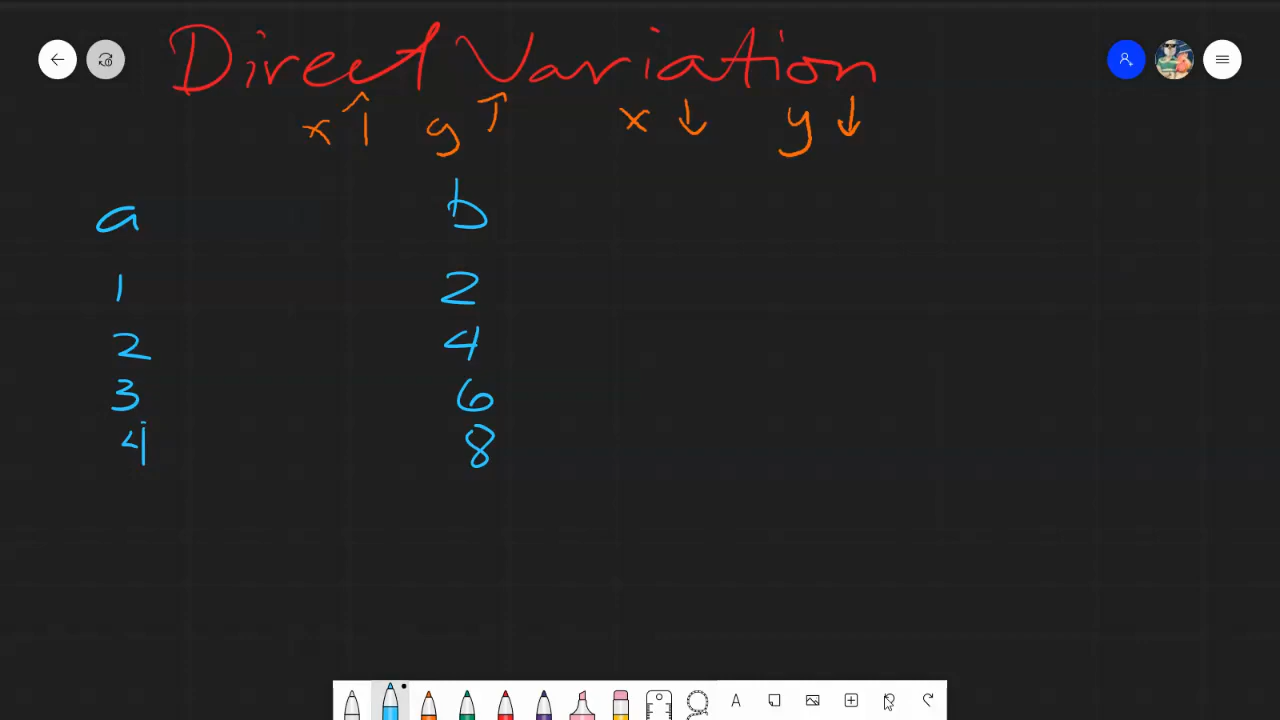 Direct Variation
x ↑ y ↑ x ↓ y ↓
a b
1 2
2 4
3 6
4 8
A